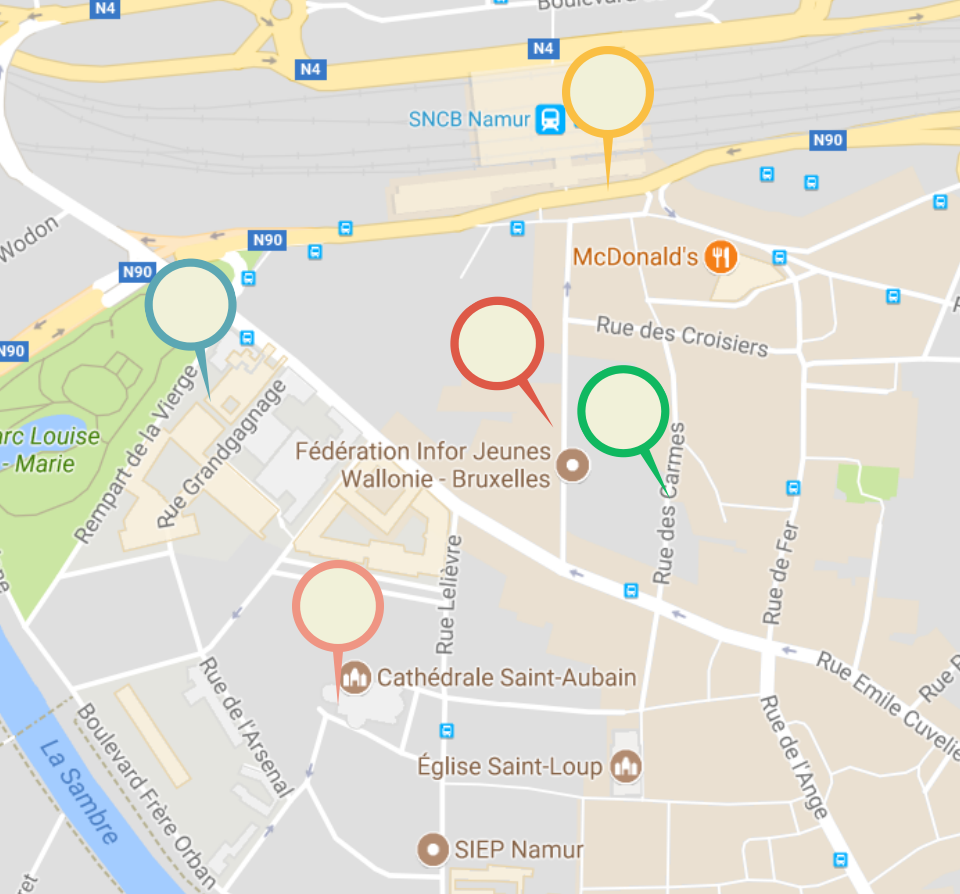 N4
Boulevard
N4
N4
SNCB Namur
N90
Wodon
N90
N90
McDonald's
N90
Rue des Croisiers
Parc Louise
- Marie
Rempart de la Vierge
Rue Grandgagnage
Fédération Infor Jeunes
Wallonie - Bruxelles
Rue des Carmes
Rue de Fer
Rue Lelièvre
Cathédrale Saint-Aubain
Rue de l'Arsenal
Rue Emile Cuvelie
Rue
Boulevard Frère Orban
La Sambre
Rue de l'Ange
Église Saint-Loup
SIEP Namur